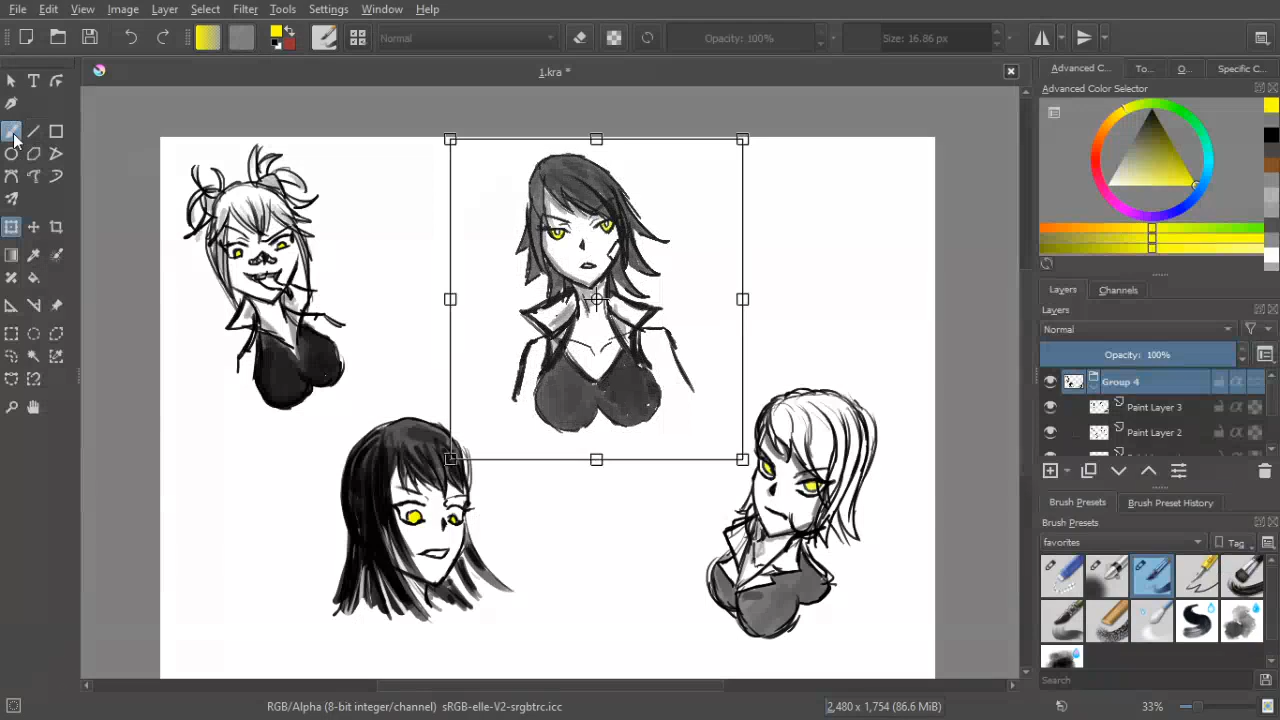 File Edit View Image Layer Select Filter Tools Settings Window Help
Normal
Opacity: 100%
Size: 16.86 px
1.kra *
Advanced C... To... O... Specific C...
Advanced Color Selector
Layers Channels
Layers
Normal
Opacity: 100%
Group 4
Paint Layer 3
Paint Layer 2
Brush Presets Brush Preset History
Brush Presets
favorites
Tag
Search
RGB/Alpha (8-bit integer/channel) sRGB-elle-V2-srgbtrc.icc
2,480 x 1,754 (86.6 MiB)
33%